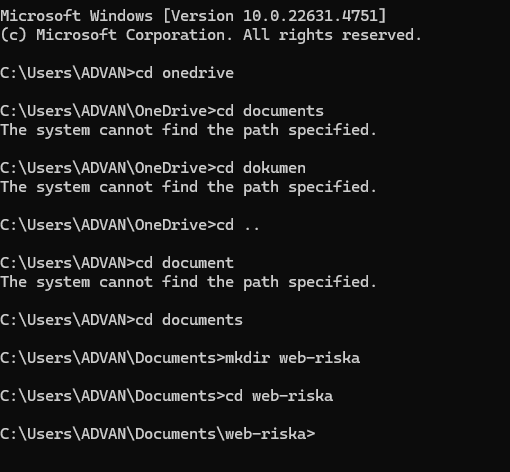 Microsoft Windows [Version 10.0.22631.4751]
(c) Microsoft Corporation. All rights reserved.
C:\Users\ADVAN>cd onedrive
C:\Users\ADVAN\OneDrive>cd documents
The system cannot find the path specified.
C:\Users\ADVAN\OneDrive>cd dokumen
The system cannot find the path specified.
C:\Users\ADVAN\OneDrive>cd ..
C:\Users\ADVAN>cd document
The system cannot find the path specified.
C:\Users\ADVAN>cd documents
C:\Users\ADVAN\Documents>mkdir web-riska
C:\Users\ADVAN\Documents>cd web-riska
C:\Users\ADVAN\Documents\web-riska>